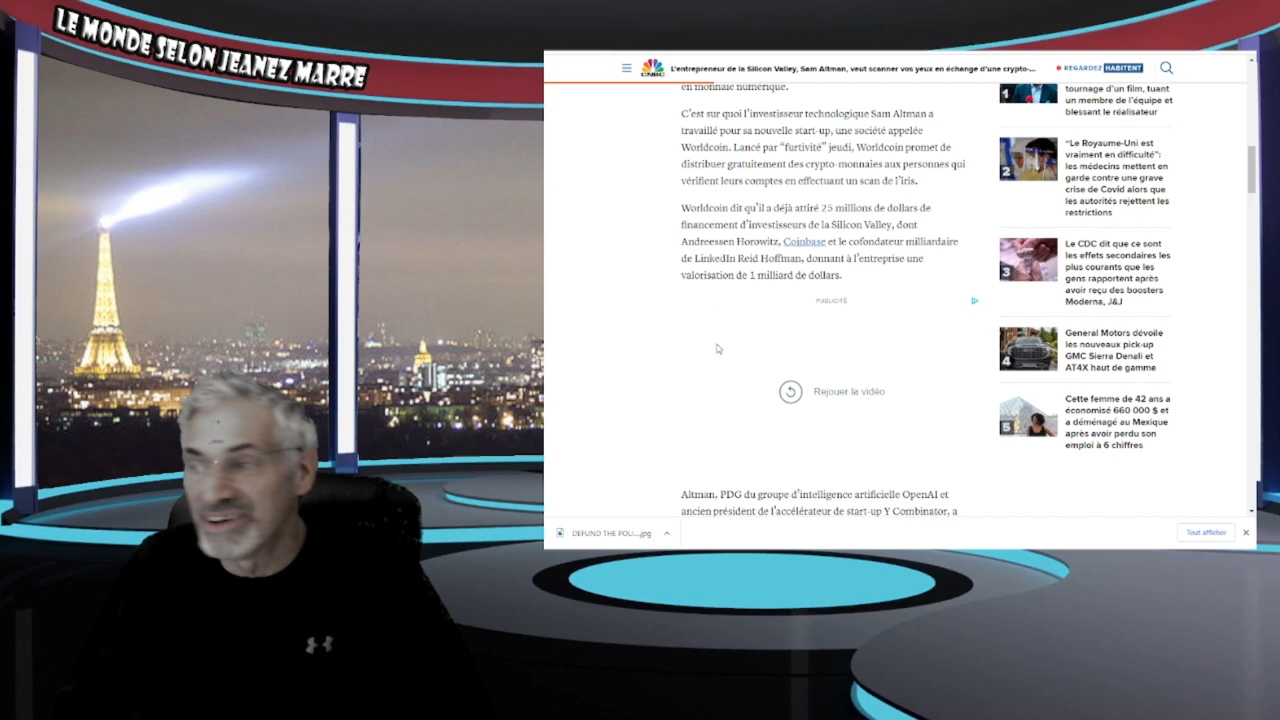 LE MONDE SELON JEANEZ MARRE
CNBC
L'entrepreneur de la Silicon Valley, Sam Altman, veut scanner vos yeux en échange d'une crypto-...
REGARDEZ HABITENT
en monnaie numérique.
C'est sur quoi l'investisseur technologique Sam Altman a
travaillé pour sa nouvelle start-up, une société appelée
Worldcoin. Lancé par "furtivité" jeudi, Worldcoin promet de
distribuer gratuitement des crypto-monnaies aux personnes qui
vérifient leurs comptes en effectuant un scan de l'iris.
Worldcoin dit qu'il a déjà attiré 25 millions de dollars de
financement d'investisseurs de la Silicon Valley, dont
Andreessen Horowitz, Coinbase et le cofondateur milliardaire
de LinkedIn Reid Hoffman, donnant à l'entreprise une
valorisation de 1 milliard de dollars.
PUBLICITÉ
Rejouer la vidéo
Altman, PDG du groupe d'intelligence artificielle OpenAI et
ancien président de l'accélérateur de start-up Y Combinator, a
1
tournage d'un film, tuant
un membre de l'équipe et
blessant le réalisateur
2
"Le Royaume-Uni est
vraiment en difficulté":
les médecins mettent en
garde contre une grave
crise de Covid alors que
les autorités rejettent les
restrictions
3
Le CDC dit que ce sont
les effets secondaires les
plus courants que les
gens rapportent après
avoir reçu des boosters
Moderna, J&J
4
General Motors dévoile
les nouveaux pick-up
GMC Sierra Denali et
AT4X haut de gamme
5
Cette femme de 42 ans a
économisé 660 000 $ et
a déménagé au Mexique
après avoir perdu son
emploi à 6 chiffres
DEFUND THE POLI....jpg
Tout afficher